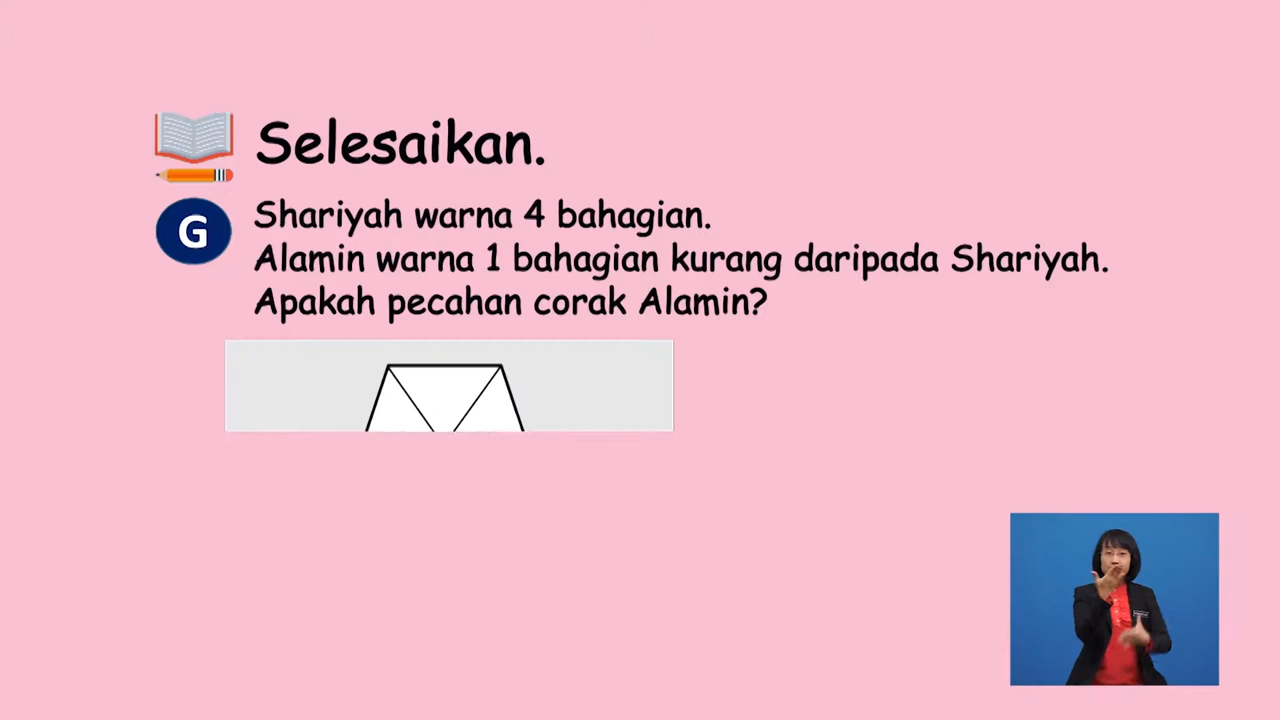 Selesaikan.
G
Shariyah warna 4 bahagian.
Alamin warna 1 bahagian kurang daripada Shariyah.
Apakah pecahan corak Alamin?